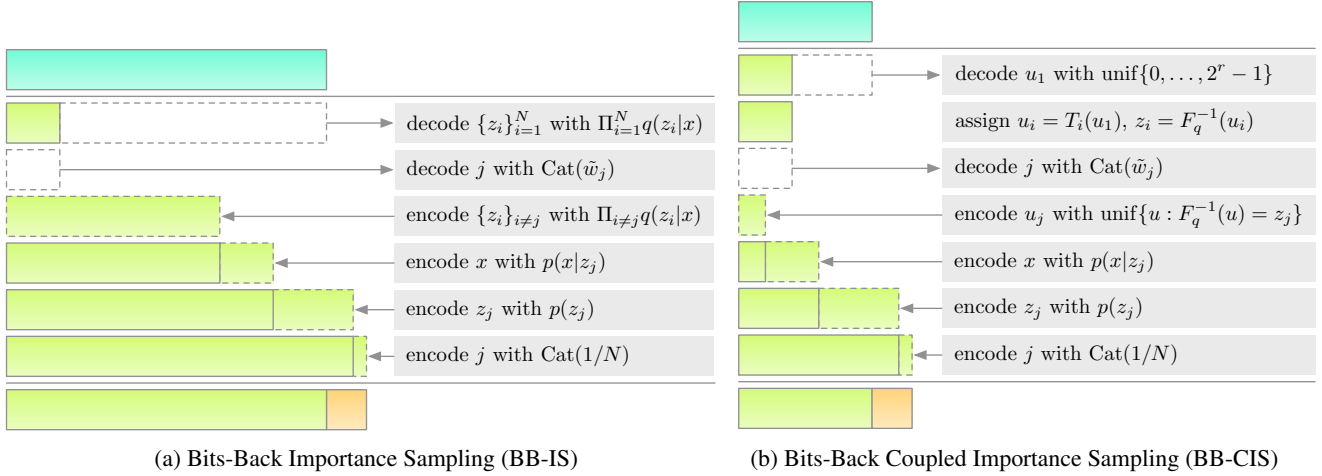 decode {z_i}_{i=1}^N with Π_{i=1}^N q(z_i|x)
decode j with Cat(w̃_j)
encode {z_i}_{i≠j} with Π_{i≠j} q(z_i|x)
encode x with p(x|z_j)
encode z_j with p(z_j)
encode j with Cat(1/N)
(a) Bits-Back Importance Sampling (BB-IS)
decode u_1 with unif{0, . . . , 2^r − 1}
assign u_i = T_i(u_1), z_i = F_q^{-1}(u_i)
decode j with Cat(w̃_j)
encode u_j with unif{u : F_q^{-1}(u) = z_j}
encode x with p(x|z_j)
encode z_j with p(z_j)
encode j with Cat(1/N)
(b) Bits-Back Coupled Importance Sampling (BB-CIS)